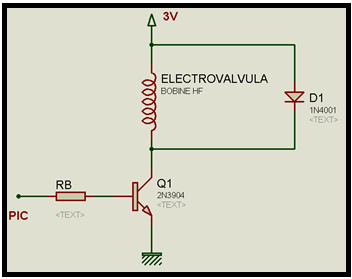 3V
ELECTROVALVULA
BOBINE HF
D1
1N4001
<TEXT>
Q1
2N3904
<TEXT>
RB
<TEXT>
PIC